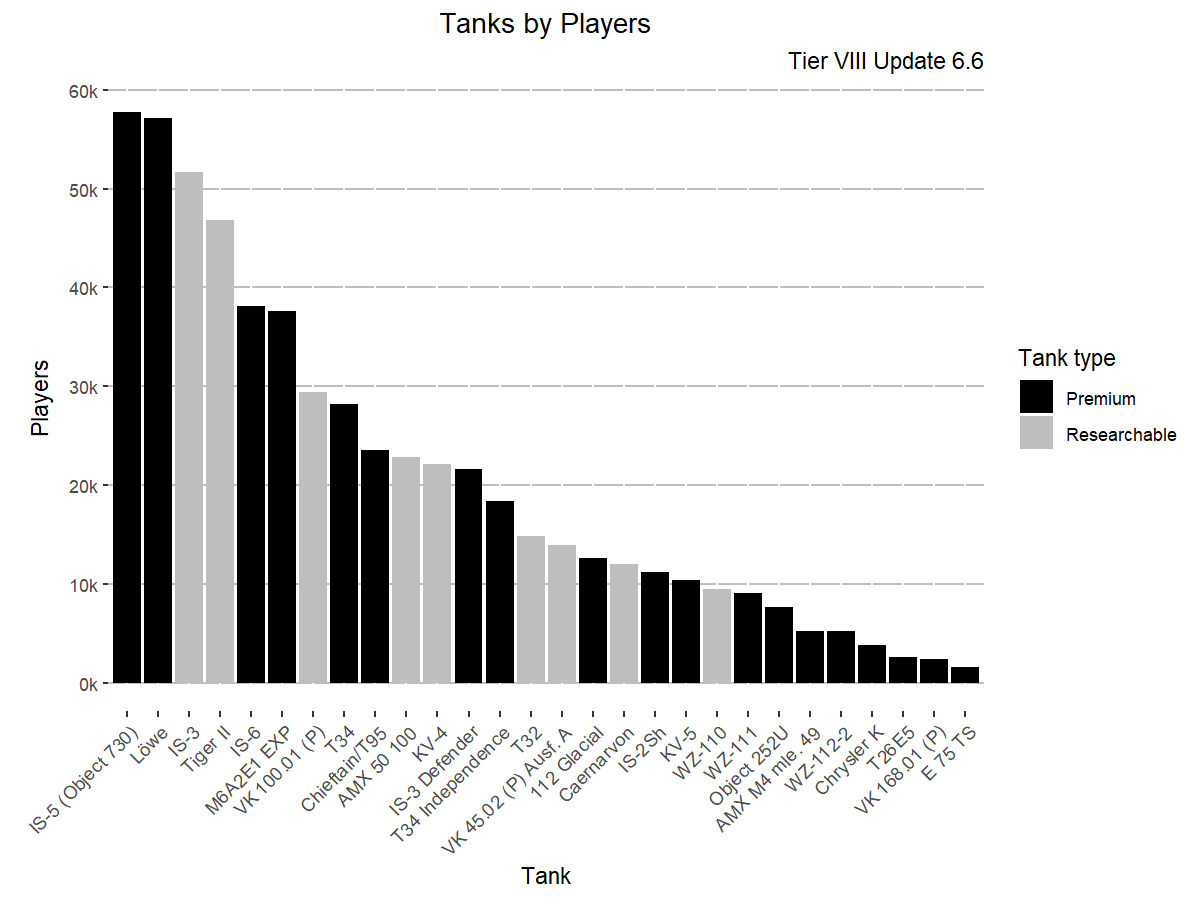 Tanks by Players
Tier VIII Update 6.6
Players
60k
50k
40k
30k
20k
10k
0k
IS-5 (Object 730)
Löwe
IS-3
Tiger II
IS-6
M6A2E1 EXP
VK 100.01 (P)
T34
Chieftain/T95
AMX 50 100
KV-4
IS-3 Defender
T34 Independence
T32
VK 45.02 (P) Ausf. A
112 Glacial
Caernarvon
IS-2Sh
KV-5
WZ-110
WZ-111
Object 252U
AMX M4 mle. 49
WZ-112-2
Chrysler K
T26E5
VK 168.01 (P)
E 75 TS
Tank
Tank type
Premium
Researchable